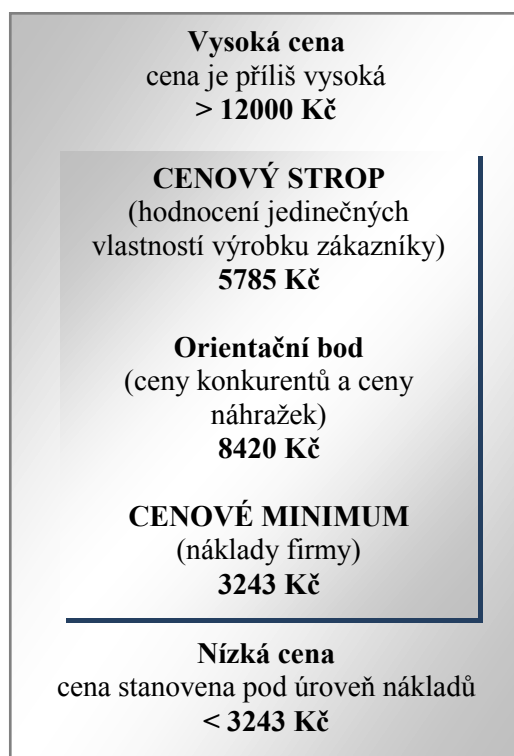 Vysoká cena
cena je příliš vysoká
> 12000 Kč
CENOVÝ STROP
(hodnocení jedinečných
vlastností výrobku zákazníky)
5785 Kč
Orientační bod
(ceny konkurentů a ceny
náhražek)
8420 Kč
CENOVÉ MINIMUM
(náklady firmy)
3243 Kč
Nízká cena
cena stanovena pod úroveň nákladů
< 3243 Kč